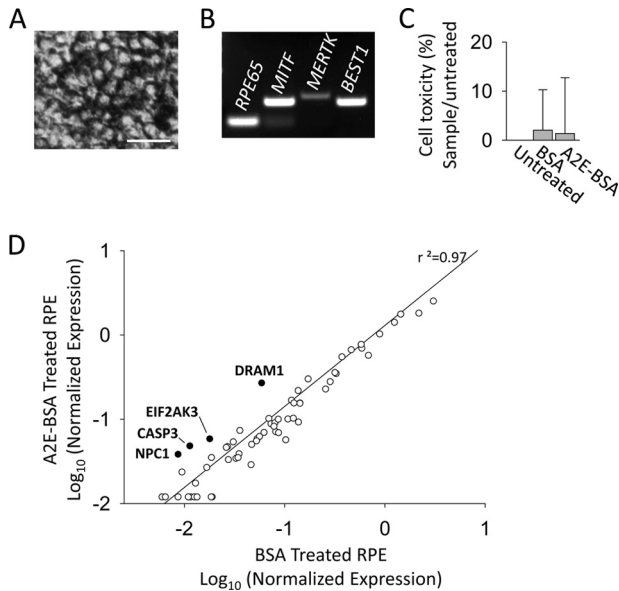 A
B
RPE65
MITF
MERTK
BEST1
C
Cell toxicity (%)
Sample/untreated
20
10
0
Untreated
BSA
A2E-BSA
D
A2E-BSA Treated RPE
Log10 (Normalized Expression)
1
0
-1
-2
r²=0.97
DRAM1
EIF2AK3
CASP3
NPC1
-2
-1
0
1
BSA Treated RPE
Log10 (Normalized Expression)